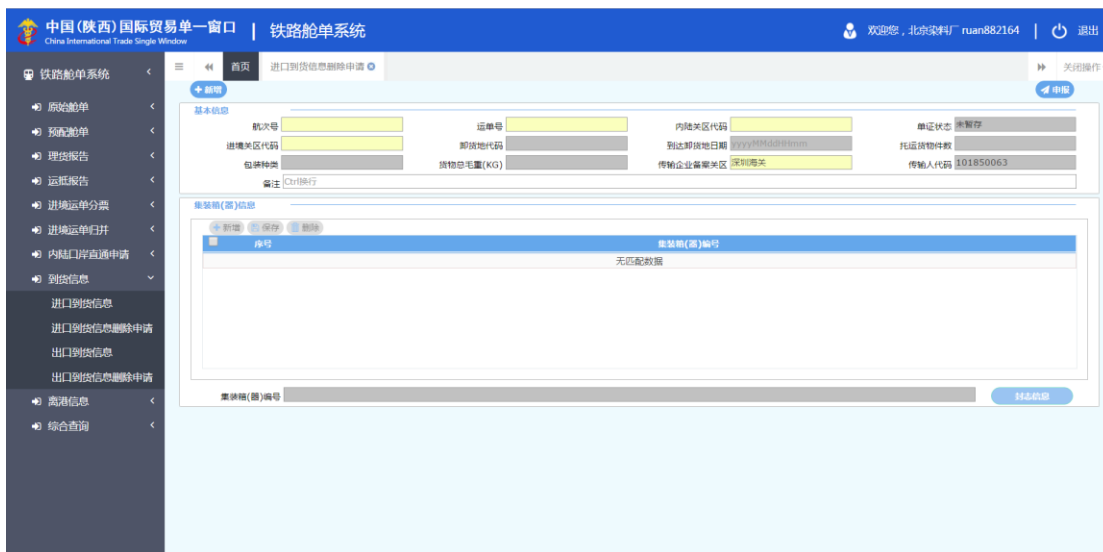 中国(陕西)国际贸易单一窗口 | 铁路舱单系统 欢迎您，北京染料厂 ruan882164 | 退出
China International Trade Single Window
铁路舱单系统
首页 进口到货信息删除申请 关闭操作
新增 申报
原始舱单
预配舱单
理货报告
运抵报告
进境运单分票
进境运单归并
内陆口岸直通申请
到货信息
进口到货信息
进口到货信息删除申请
出口到货信息
出口到货信息删除申请
离港信息
综合查询
基本信息
航次号 运单号 内陆关区代码 单证状态 未暂存
进境关区代码 卸货地代码 到达卸货地日期 yyyyMMddHHmm 托运货物件数
包装种类 货物总毛重(KG) 传输企业备案关区 深圳海关 传输人代码 101850063
备注 Ctrl换行
集装箱(器)信息
新增 保存 删除
序号 集装箱(器)编号
无匹配数据
集装箱(器)编号 封志信息